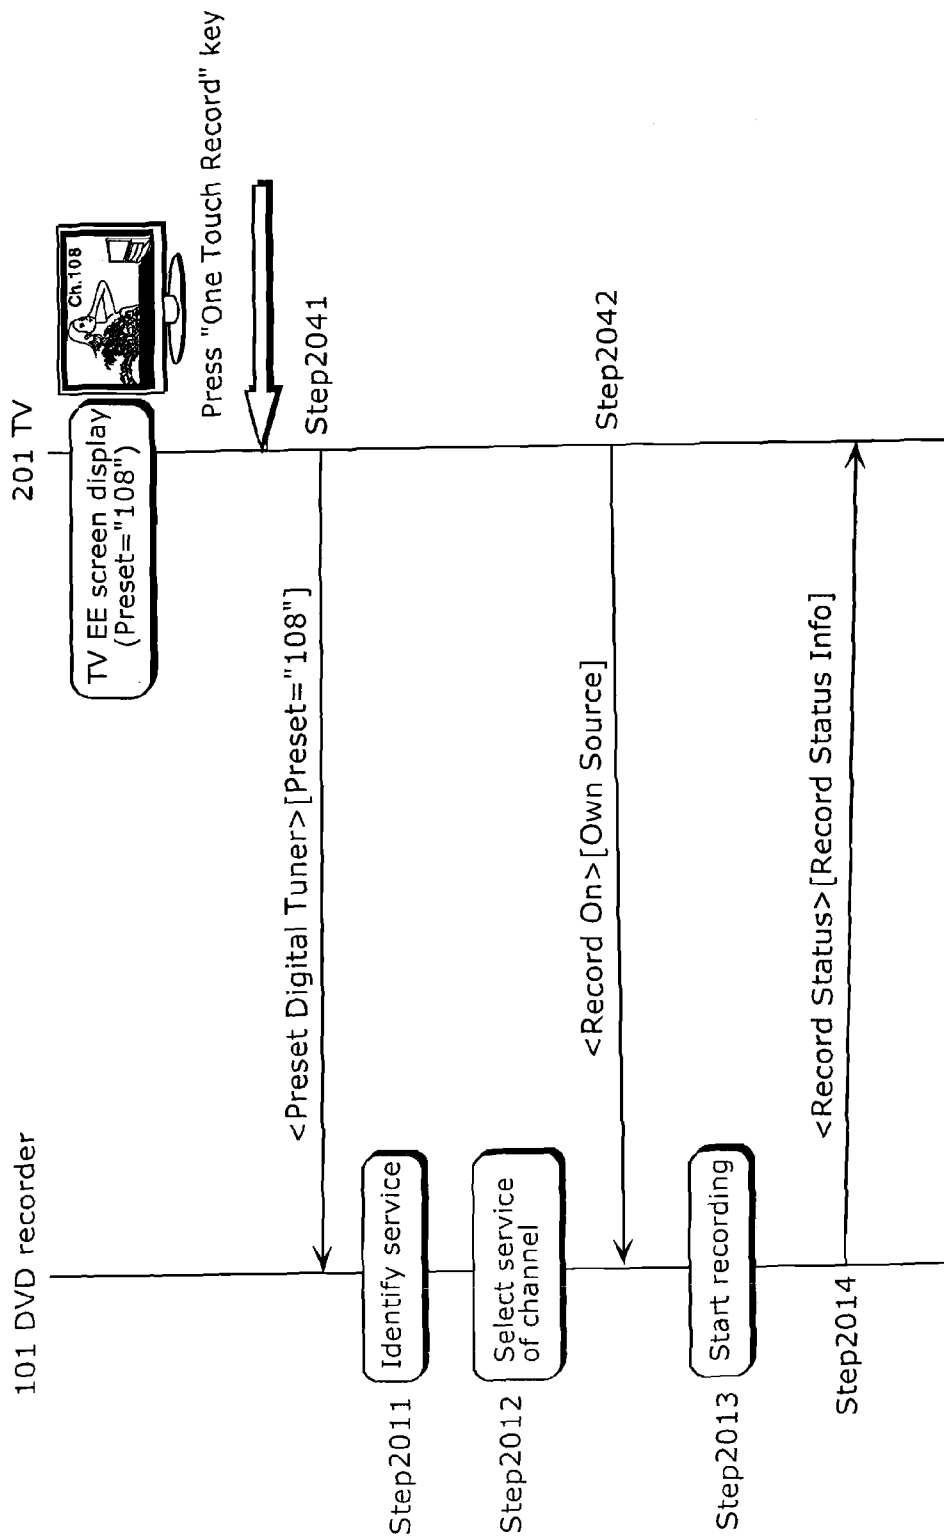 101 DVD recorder
201 TV
TV EE screen display
(Preset="108")
Ch.108
Press "One Touch Record" key
<Preset Digital Tuner>[Preset="108"]
Step2041
Step2011
Identify service
Step2012
Select service
of channel
<Record On>[Own Source]
Step2042
Step2013
Start recording
<Record Status>[Record Status Info]
Step2014